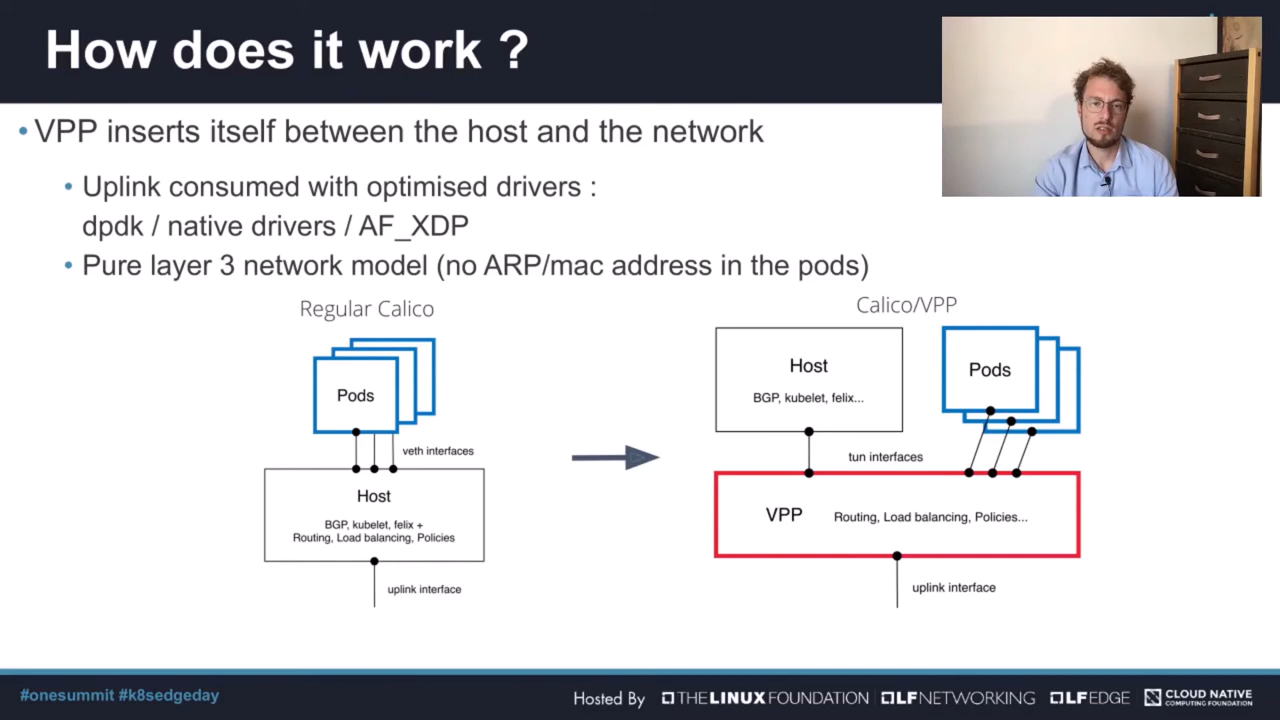 How does it work ?
• VPP inserts itself between the host and the network
• Uplink consumed with optimised drivers :
dpdk / native drivers / AF_XDP
• Pure layer 3 network model (no ARP/mac address in the pods)
Regular Calico
Pods
veth interfaces
Host
BGP, kubelet, felix +
Routing, Load balancing, Policies
uplink interface
Calico/VPP
Host
BGP, kubelet, felix...
Pods
tun interfaces
VPP
Routing, Load balancing, Policies...
uplink interface
#onesummit #k8sedgeday
Hosted By
THE LINUX FOUNDATION
LFNETWORKING
LFEDGE
CLOUD NATIVE
COMPUTING FOUNDATION